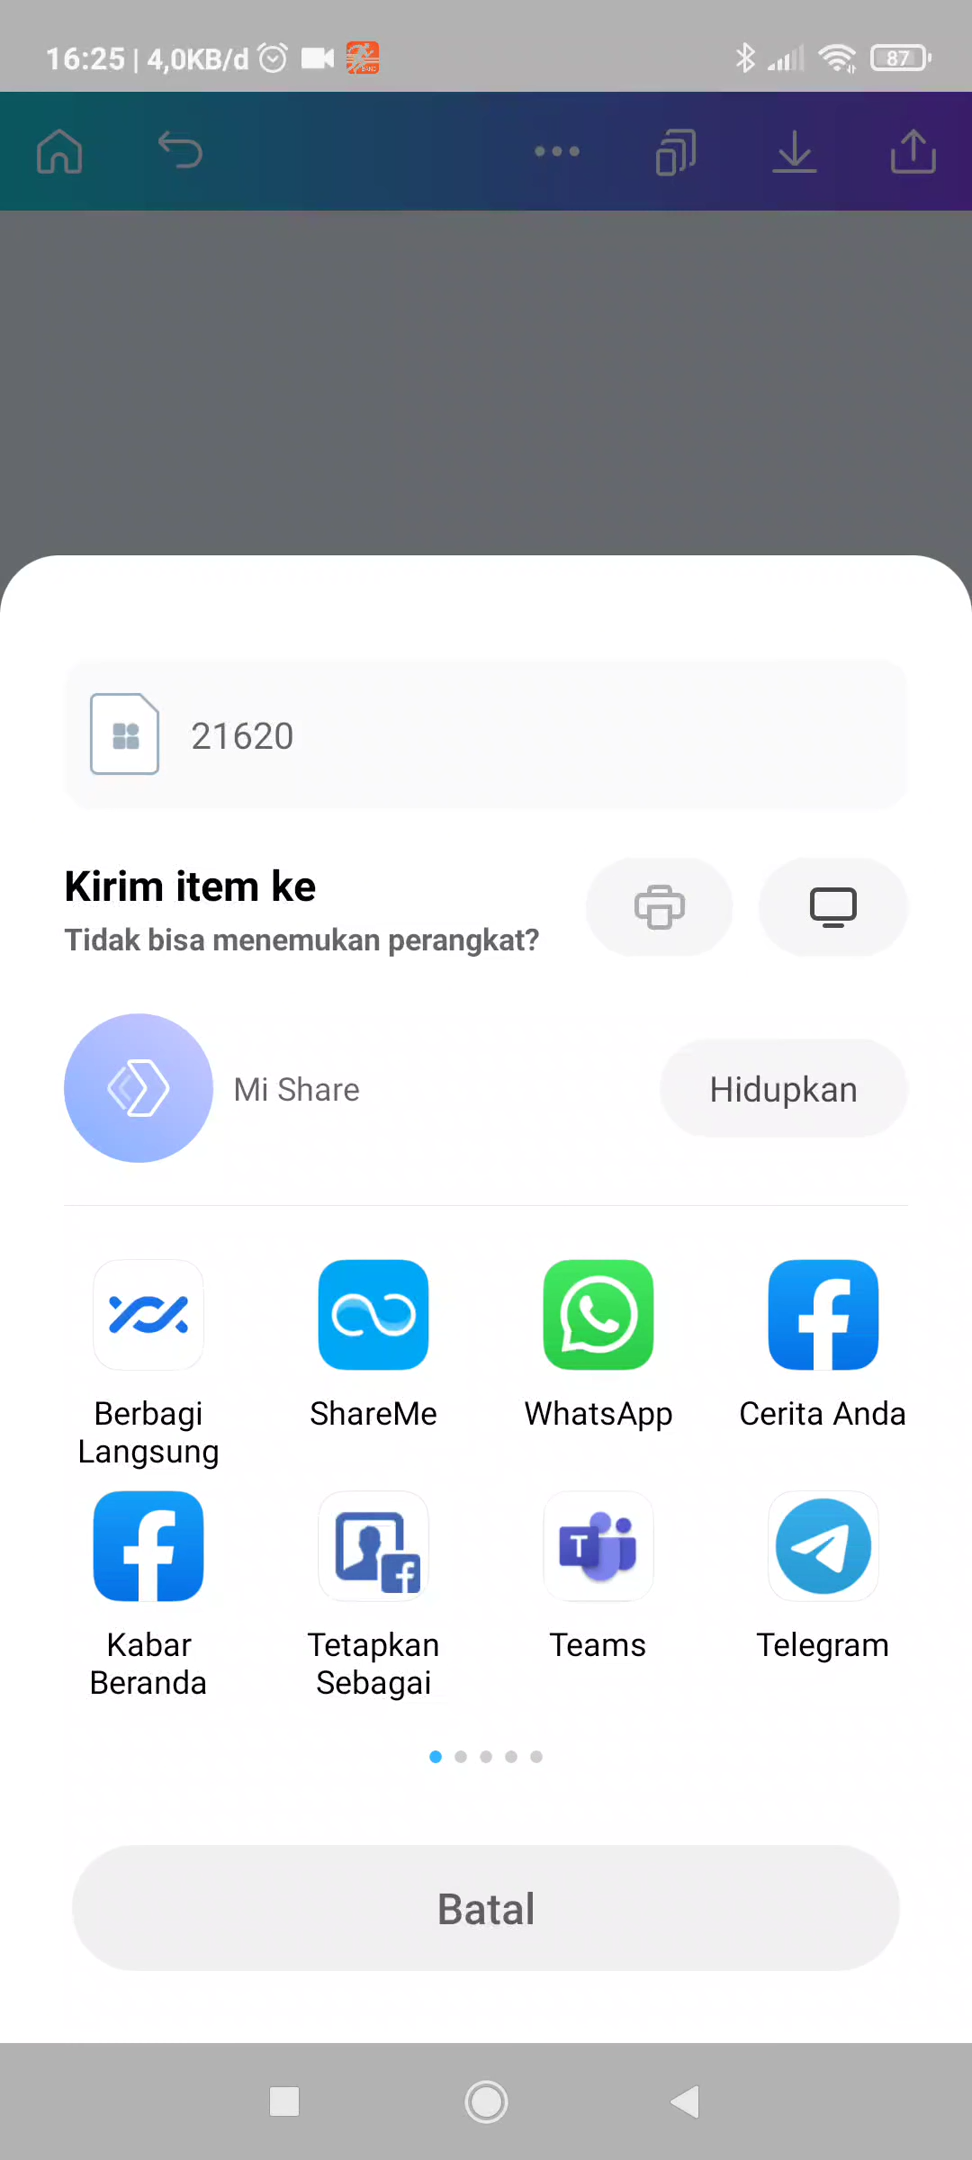 16:25 | 4,0KB/d
87
21620
Kirim item ke
Tidak bisa menemukan perangkat?
Mi Share
Hidupkan
Berbagi Langsung
ShareMe
WhatsApp
Cerita Anda
Kabar Beranda
Tetapkan Sebagai
Teams
Telegram
Batal